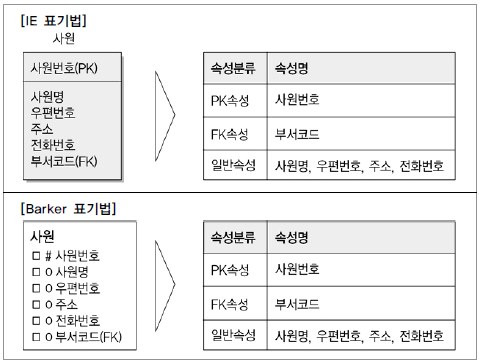 [IE 표기법]
사원
사원번호(PK)
사원명
우편번호
주소
전화번호
부서코드(FK)
속성분류 속성명
PK속성 사원번호
FK속성 부서코드
일반속성 사원명, 우편번호, 주소, 전화번호
[Barker 표기법]
사원
□ # 사원번호
□ o 사원명
□ o 우편번호
□ o 주소
□ o 전화번호
□ o 부서코드(FK)
속성분류 속성명
PK속성 사원번호
FK속성 부서코드
일반속성 사원명, 우편번호, 주소, 전화번호